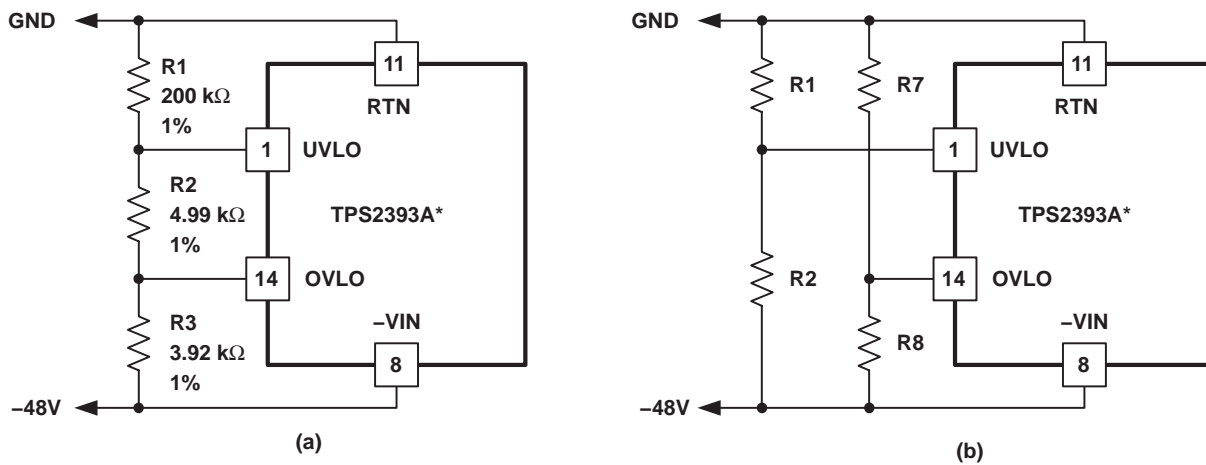 GND
R1
200 kΩ
1%
11
RTN
1
UVLO
R2
4.99 kΩ
1%
TPS2393A*
14
OVLO
R3
3.92 kΩ
1%
–VIN
8
–48V
(a)
GND
R1
R7
11
RTN
1
UVLO
TPS2393A*
R2
14
OVLO
R8
–VIN
8
–48V
(b)